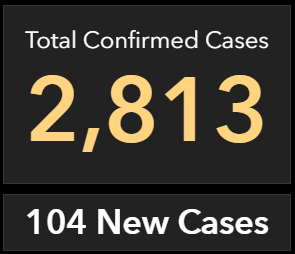 Total Confirmed Cases
2,813
104 New Cases